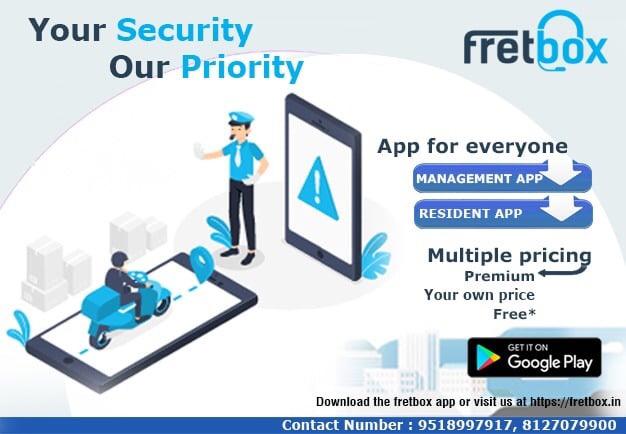 Your Security
Our Priority
fretbox
App for everyone
MANAGEMENT APP
RESIDENT APP
Multiple pricing
Premium
Your own price
Free*
GET IT ON
Google Play
Download the fretbox app or visit us at https://fretbox.in
Contact Number : 9518997917, 8127079900